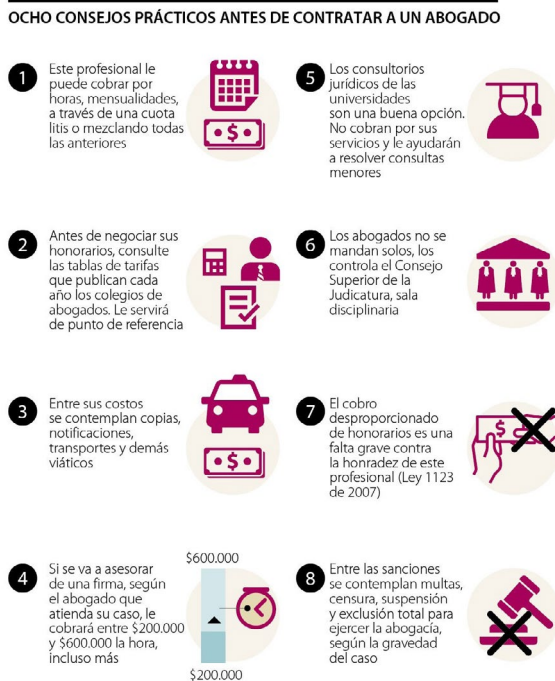 OCHO CONSEJOS PRÁCTICOS ANTES DE CONTRATAR A UN ABOGADO
1
Este profesional le
puede cobrar por
horas, mensualidades,
a través de una cuota
litis o mezclando todas
las anteriores
$
2
Antes de negociar sus
honorarios, consulte
las tablas de tarifas
que publican cada
año los colegios de
abogados. Le servirá
de punto de referencia
3
Entre sus costos
se contemplan copias,
notificaciones,
transportes y demás
viáticos
$
4
Si se va a asesorar
de una firma, según
el abogado que
atienda su caso, le
cobrará entre $200.000
y $600.000 la hora,
incluso más
$600.000
$200.000
5
Los consultorios
jurídicos de las
universidades
son una buena opción.
No cobran por sus
servicios y le ayudarán
a resolver consultas
menores
6
Los abogados no se
mandan solos, los
controla el Consejo
Superior de la
Judicatura, sala
disciplinaria
7
El cobro
desproporcionado
de honorarios es una
falta grave contra
la honradez de este
profesional (Ley 1123
de 2007)
$
8
Entre las sanciones
se contemplan multas,
censura, suspensión
y exclusión total para
ejercer la abogacía,
según la gravedad
del caso